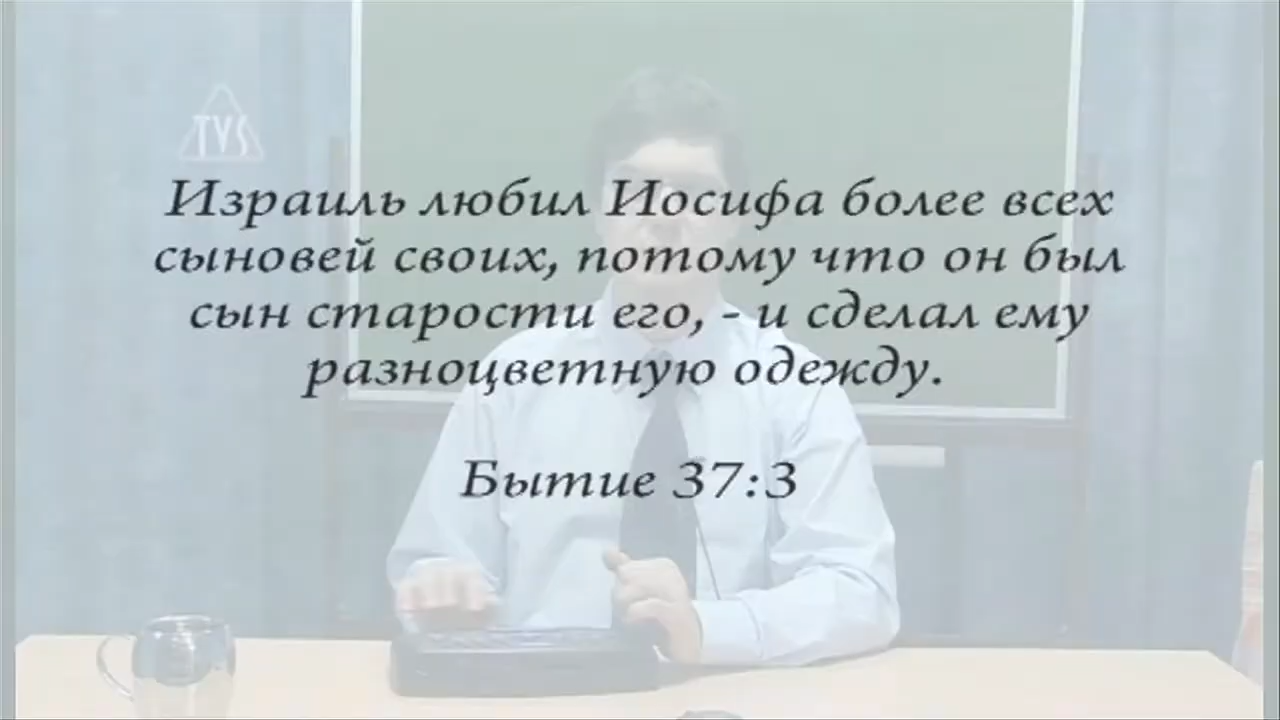 TVS
Израиль любил Иосифа более всех
сыновей своих, потому что он был
сын старости его, - и сделал ему
разноцветную одежду.
Бытие 37:3